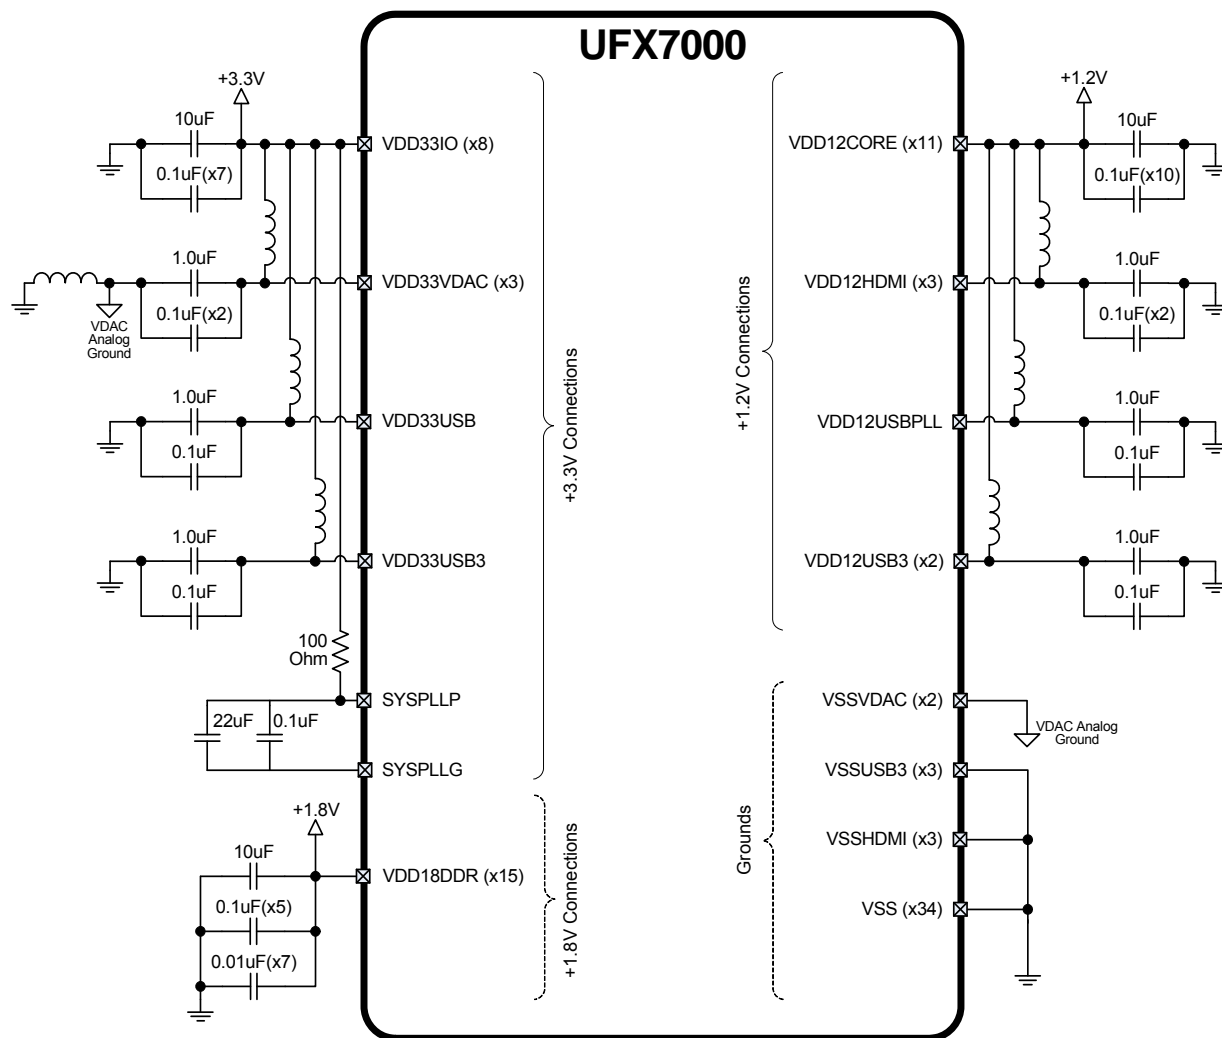 UFX7000
+3.3V
10uF
0.1uF(x7)
VDD33IO (x8)
1.0uF
0.1uF(x2)
VDAC
Analog
Ground
VDD33VDAC (x3)
1.0uF
0.1uF
VDD33USB
1.0uF
0.1uF
VDD33USB3
100
Ohm
22uF
0.1uF
SYSPLLP
SYSPLLG
+3.3V Connections
+1.8V
10uF
0.1uF(x5)
0.01uF(x7)
VDD18DDR (x15)
+1.8V Connections
+1.2V
VDD12CORE (x11)
10uF
0.1uF(x10)
VDD12HDMI (x3)
1.0uF
0.1uF(x2)
+1.2V Connections
VDD12USBPLL
1.0uF
0.1uF
VDD12USB3 (x2)
1.0uF
0.1uF
VSSVDAC (x2)
VDAC Analog
Ground
VSSUSB3 (x3)
VSSHDMI (x3)
VSS (x34)
Grounds